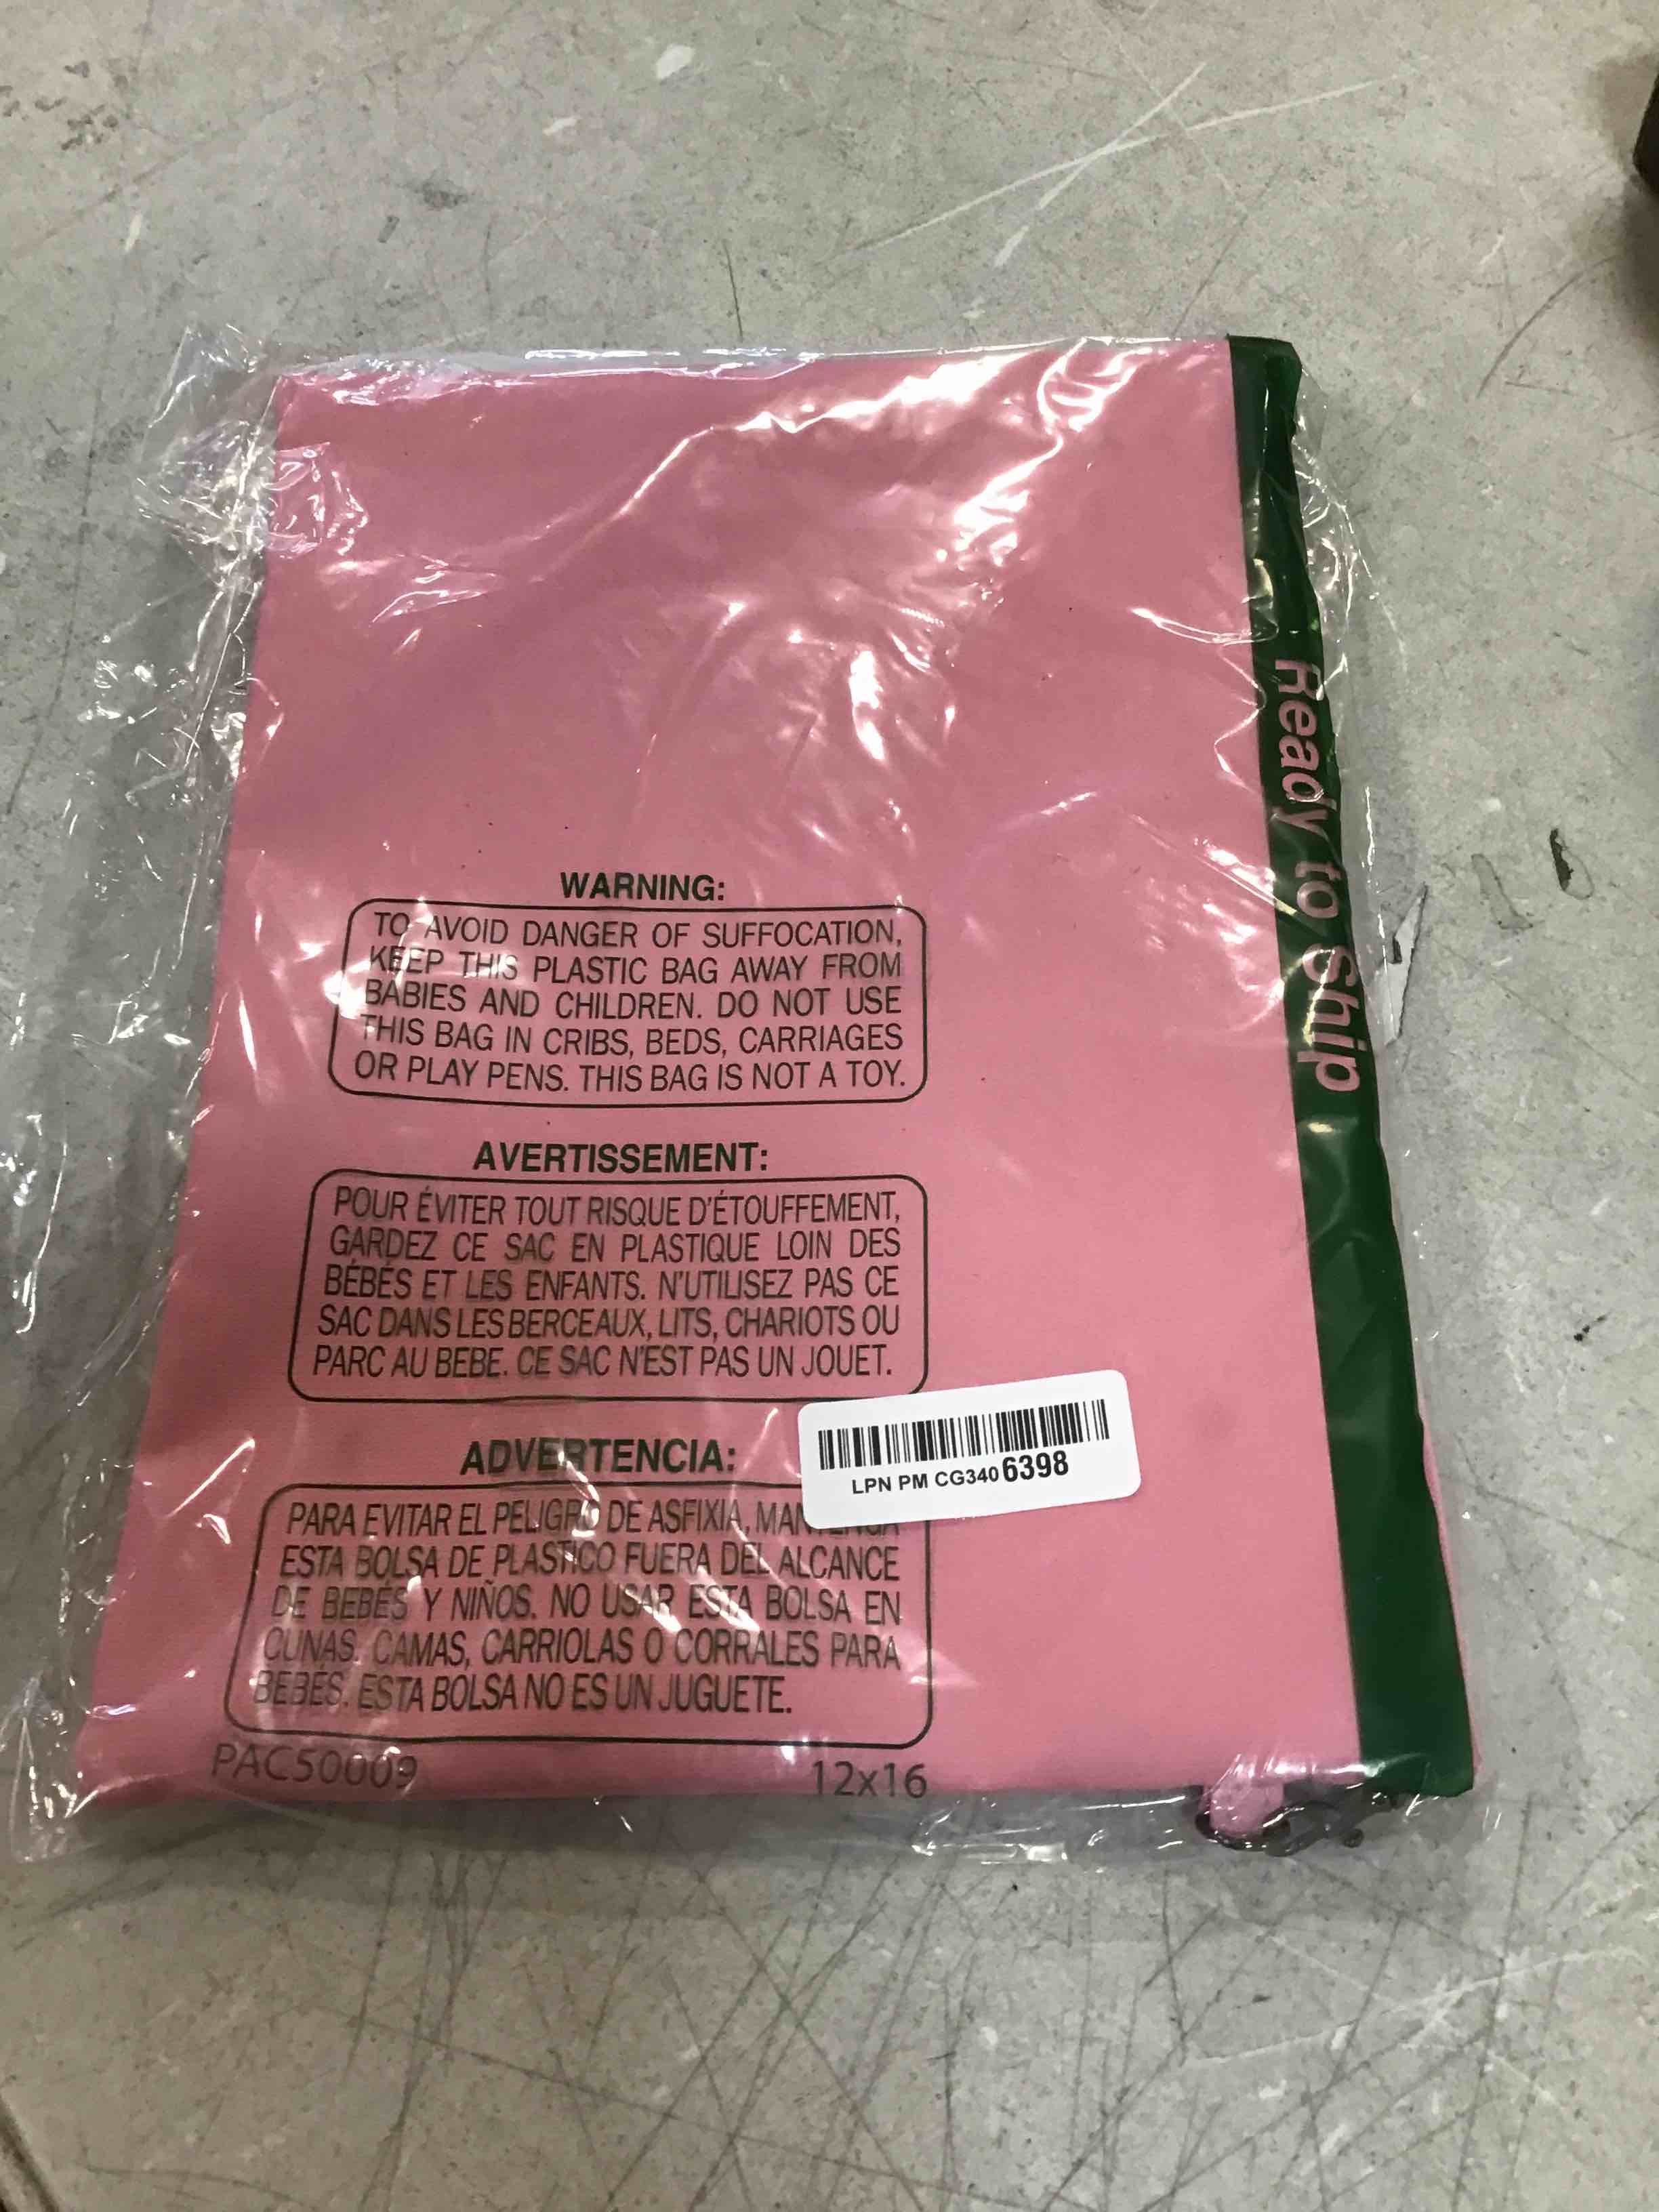 Ready to Ship
WARNING:
TO AVOID DANGER OF SUFFOCATION,
KEEP THIS PLASTIC BAG AWAY FROM
BABIES AND CHILDREN. DO NOT USE
THIS BAG IN CRIBS, BEDS, CARRIAGES
OR PLAY PENS. THIS BAG IS NOT A TOY.
AVERTISSEMENT:
POUR ÉVITER TOUT RISQUE D'ÉTOUFFEMENT,
GARDEZ CE SAC EN PLASTIQUE LOIN DES
BÉBÉS ET LES ENFANTS. N'UTILISEZ PAS CE
SAC DANS LES BERCEAUX, LITS, CHARIOTS OU
PARC AU BEBE. CE SAC N'EST PAS UN JOUET.
LPN PM CG340 6398
ADVERTENCIA:
PARA EVITAR EL PELIGRO DE ASFIXIA,
ESTA BOLSA DE PLASTICO FUERA DEL ALCANCE
DE BEBÉS Y NIÑOS. NO USAR ESTA BOLSA EN
CUNAS. CAMAS, CARRIOLAS O CORRALES PARA
BEBÉS. ESTA BOLSA NO ES UN JUGUETE.
PAC50009 12x16